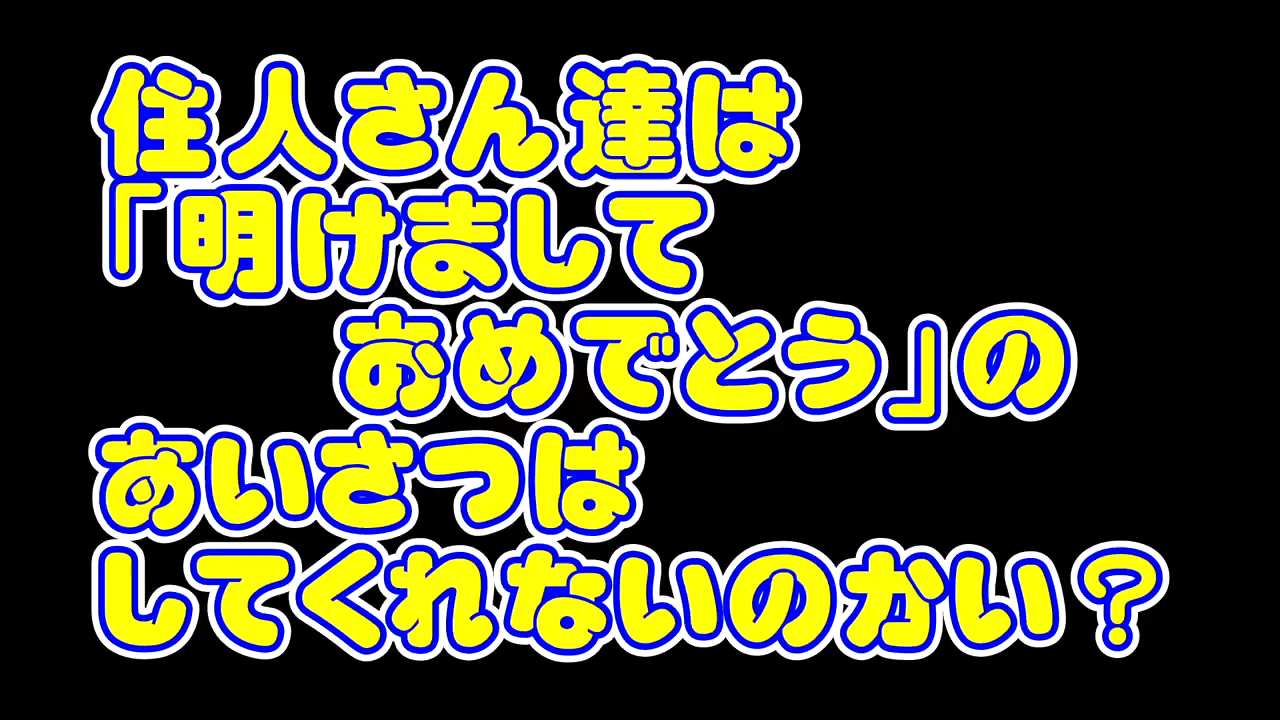 住人さん達は
「明けまして
おめでとう」の
あいさつは
してくれないのかい？